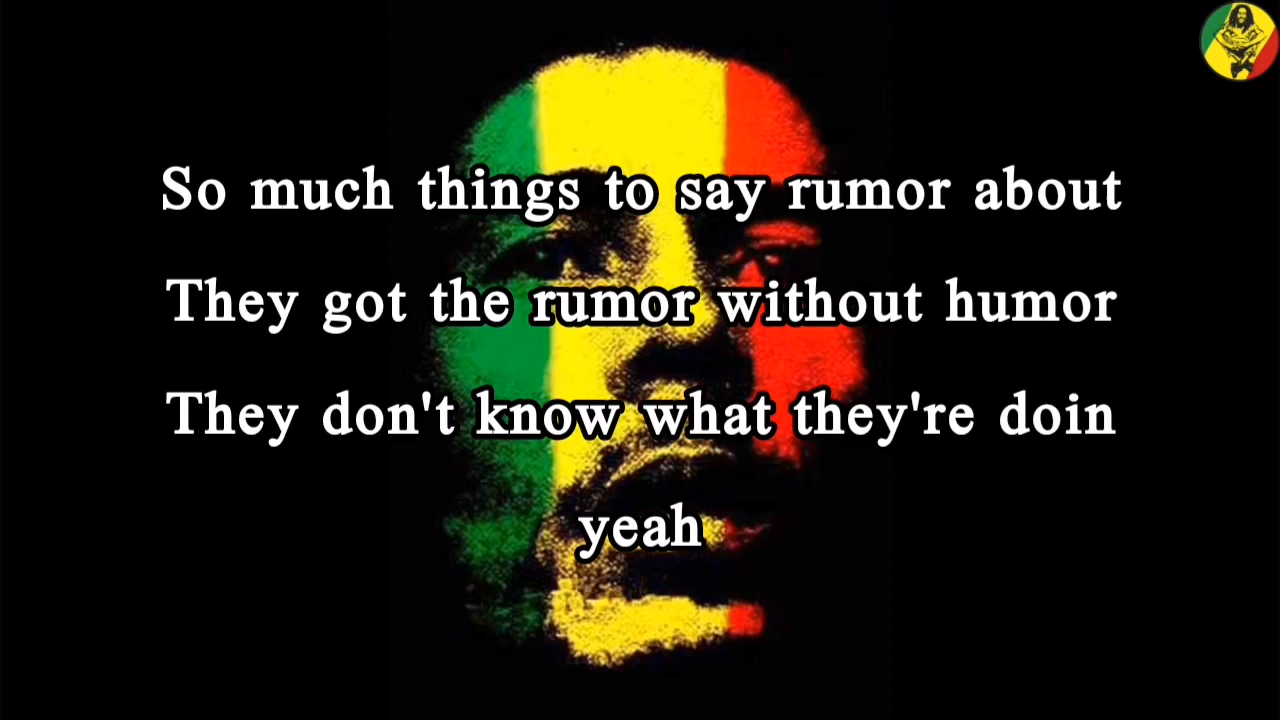 So much things to say rumor about
They got the rumor without humor
They don't know what they're doin
yeah